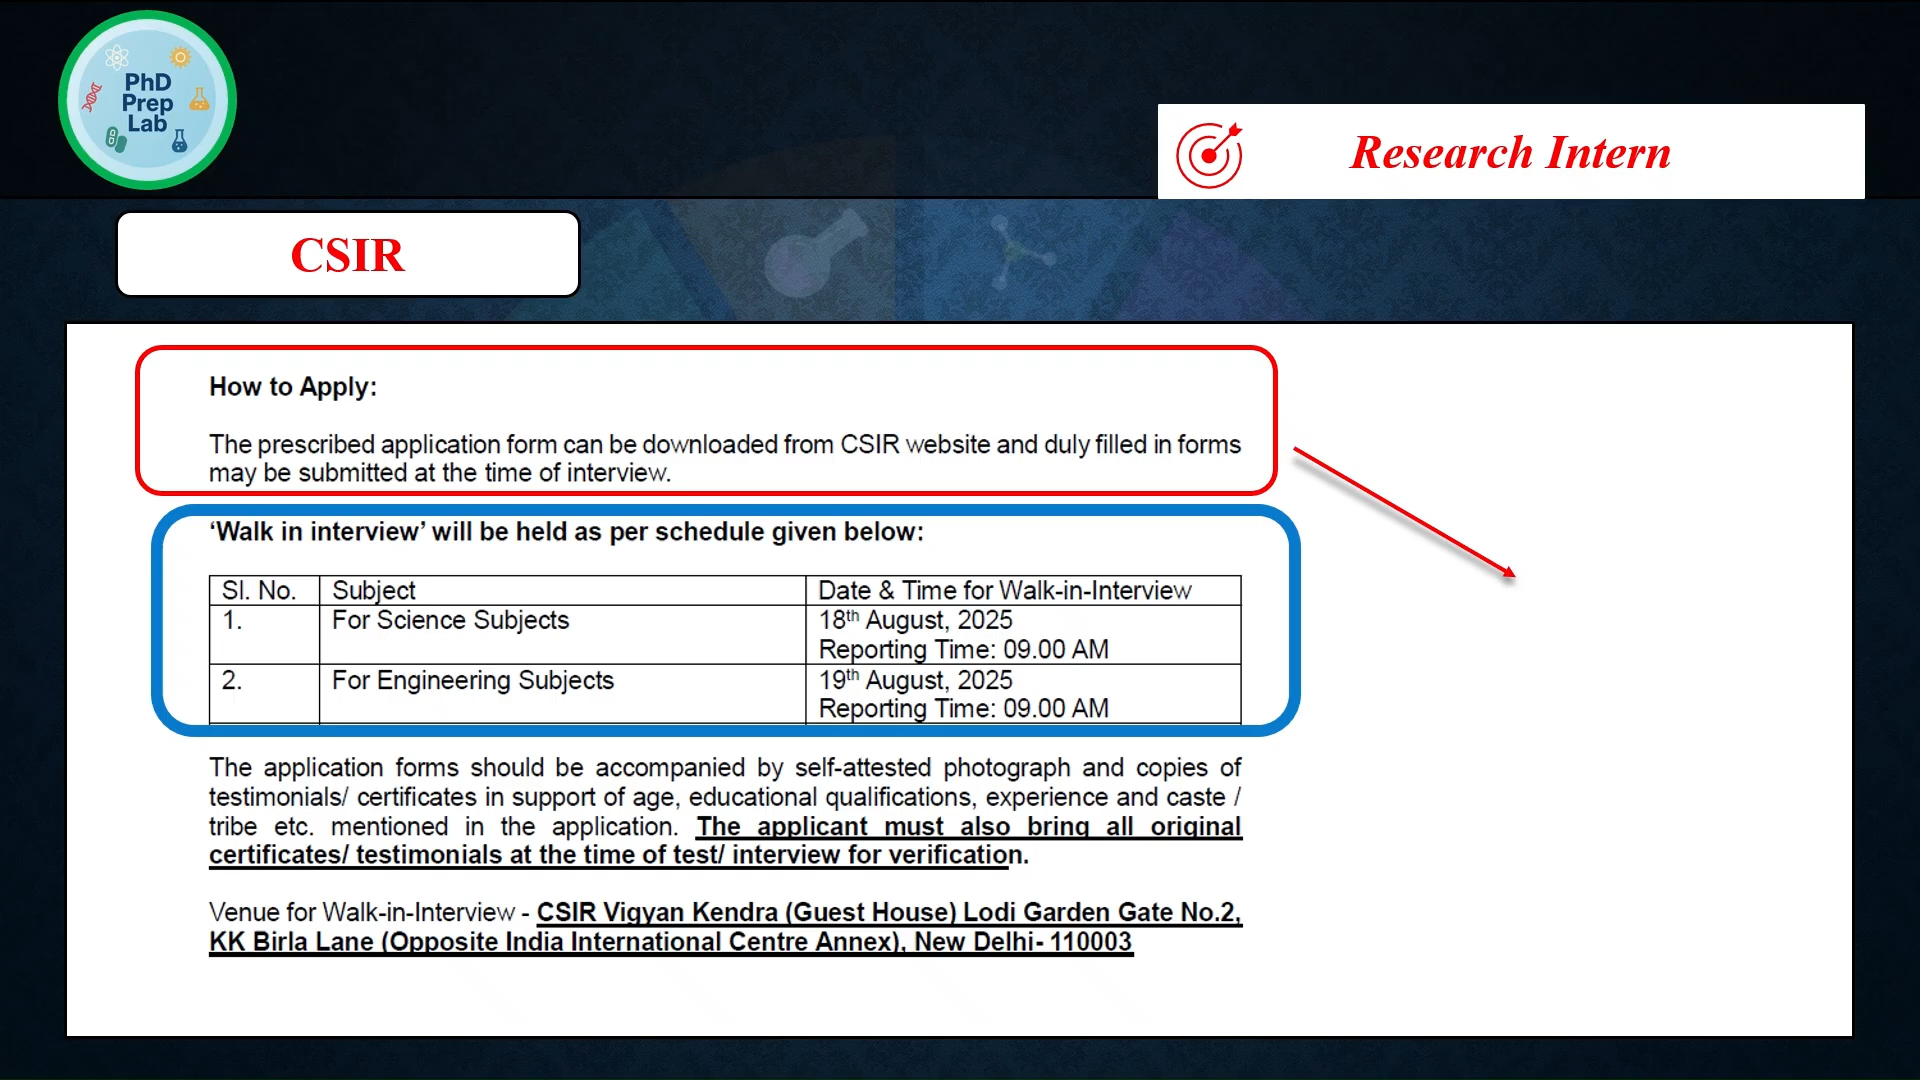 PhD
Prep
Lab
Research Intern
CSIR
How to Apply:
The prescribed application form can be downloaded from CSIR website and duly filled in forms
may be submitted at the time of interview.
‘Walk in interview’ will be held as per schedule given below:
Sl. No. Subject Date & Time for Walk-in-Interview
1. For Science Subjects 18th August, 2025
Reporting Time: 09.00 AM
2. For Engineering Subjects 19th August, 2025
Reporting Time: 09.00 AM
The application forms should be accompanied by self-attested photograph and copies of
testimonials/ certificates in support of age, educational qualifications, experience and caste /
tribe etc. mentioned in the application. The applicant must also bring all original
certificates/ testimonials at the time of test/ interview for verification.
Venue for Walk-in-Interview - CSIR Vigyan Kendra (Guest House) Lodi Garden Gate No.2,
KK Birla Lane (Opposite India International Centre Annex), New Delhi- 110003